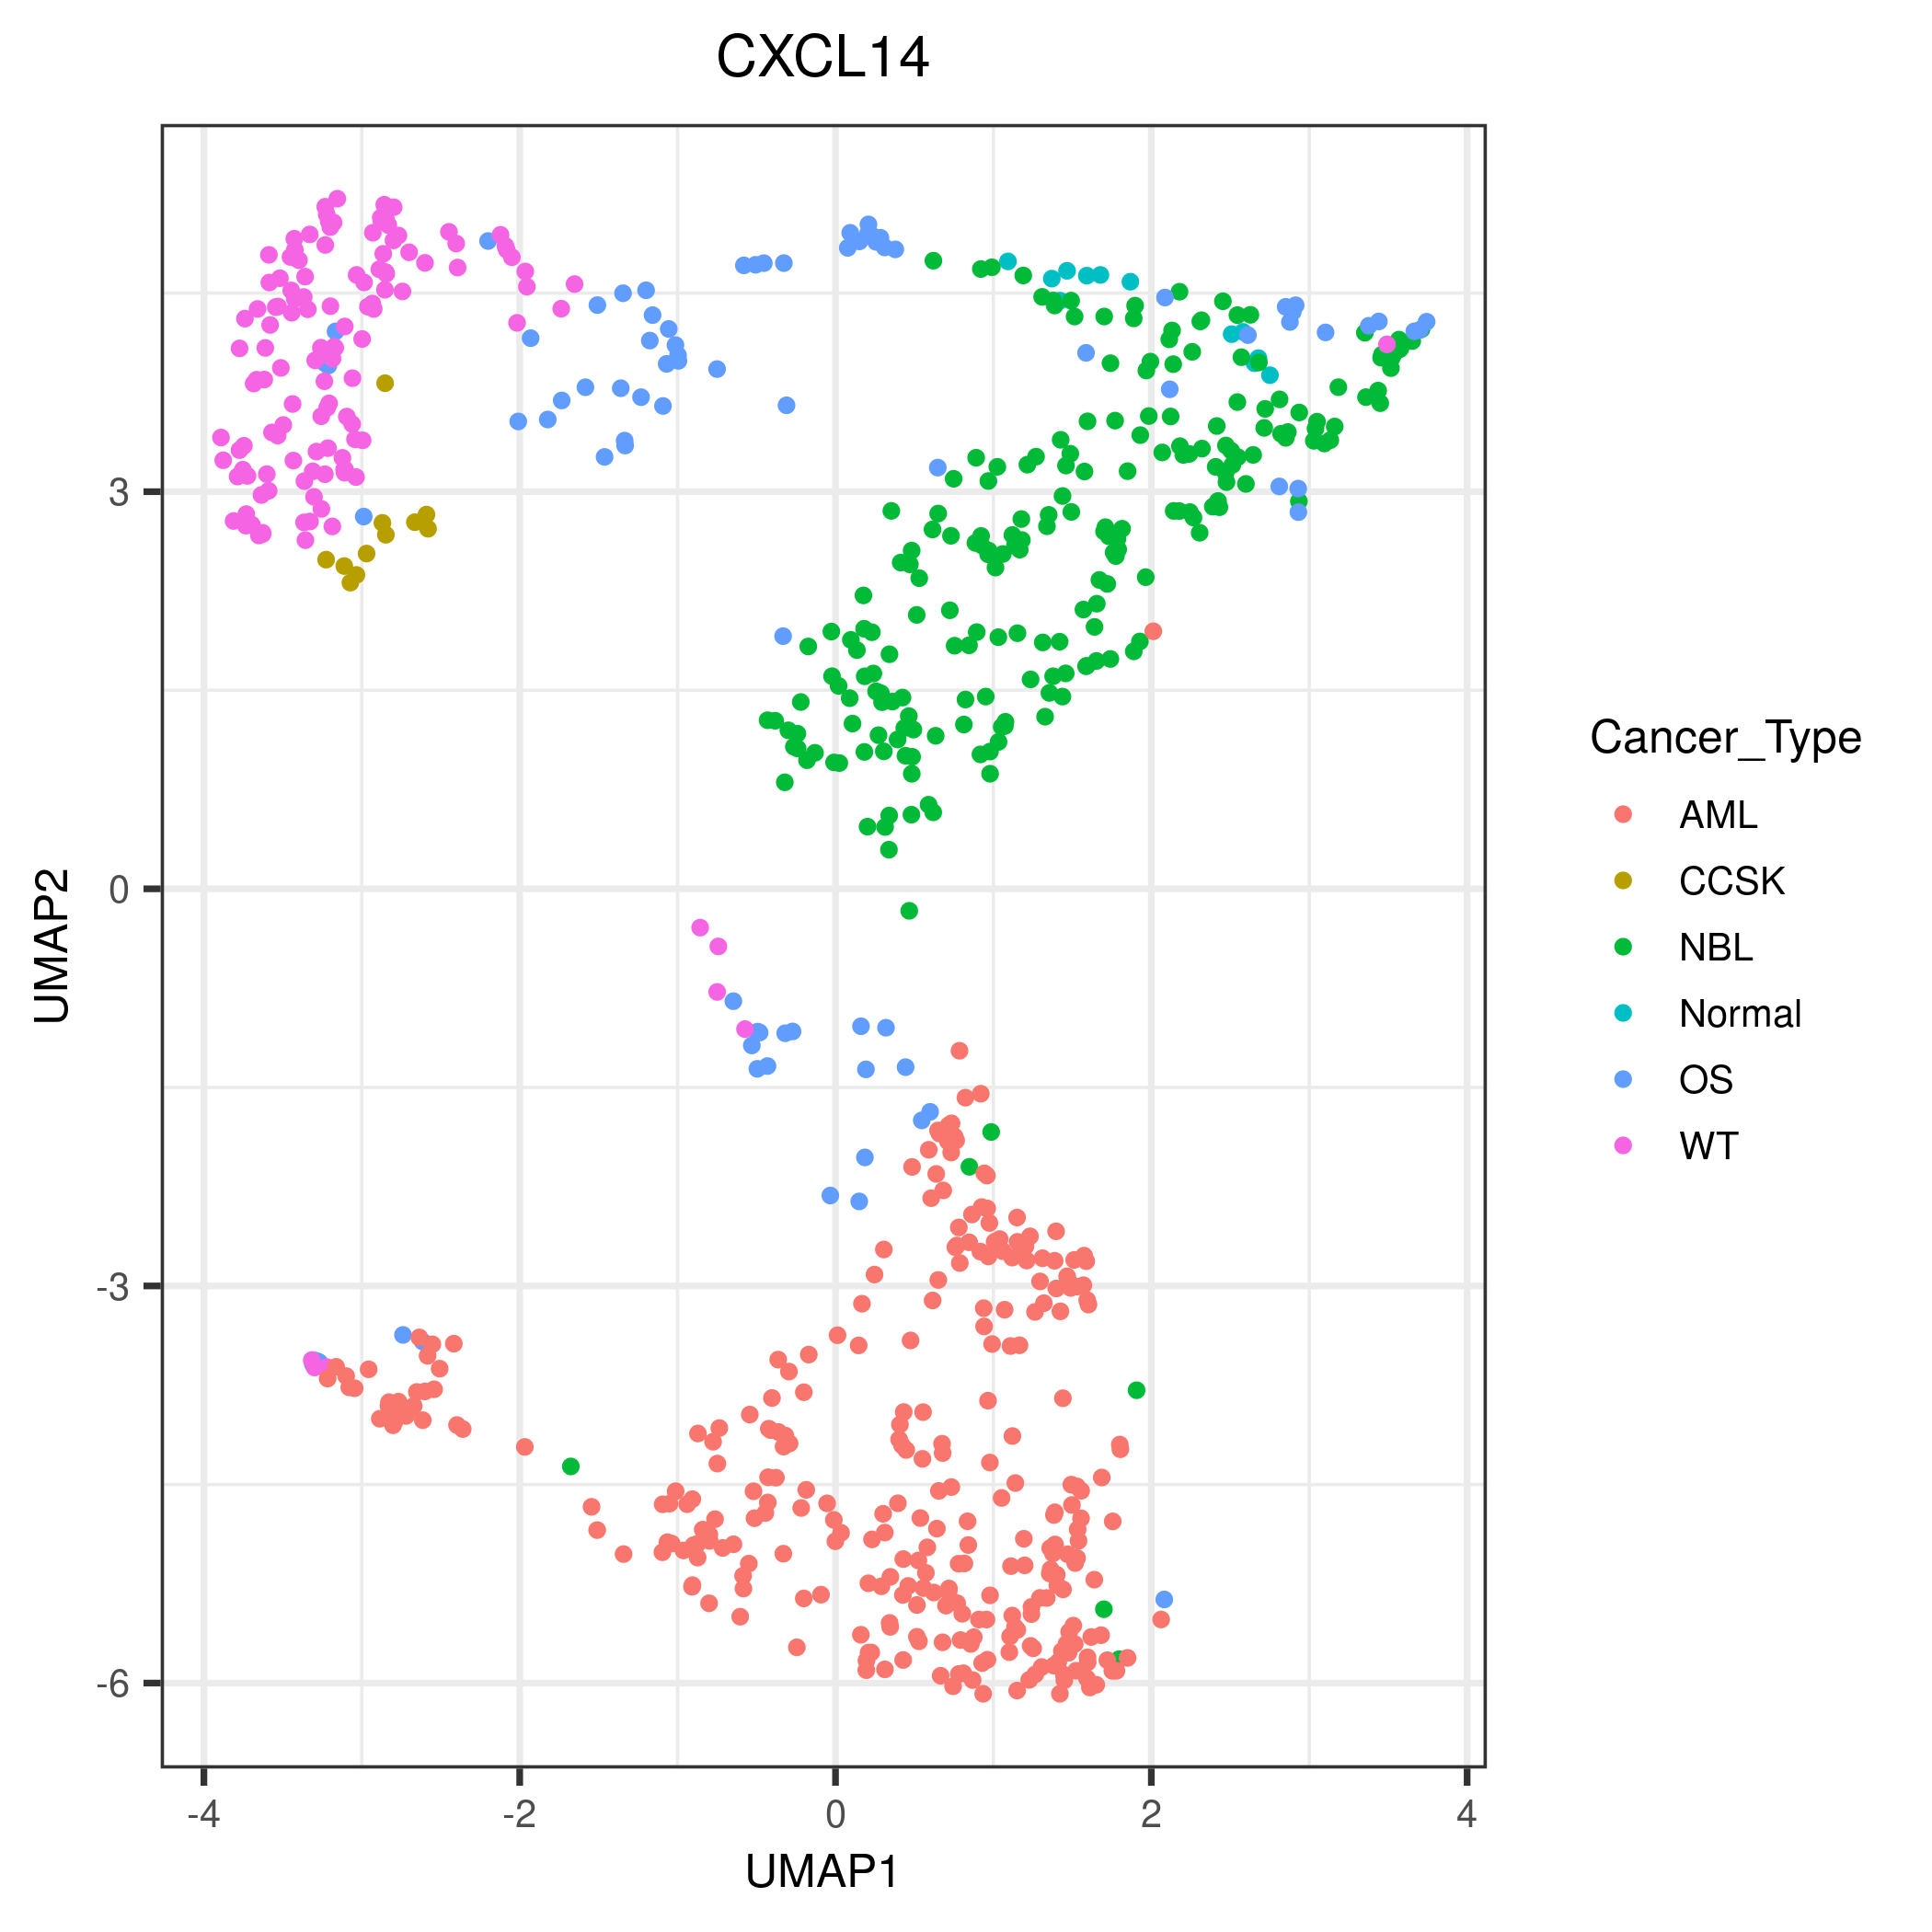 CXCL14
3
0
-3
-6
UMAP2
-4
-2
0
2
4
UMAP1
Cancer_Type
AML
CCSK
NBL
Normal
OS
WT